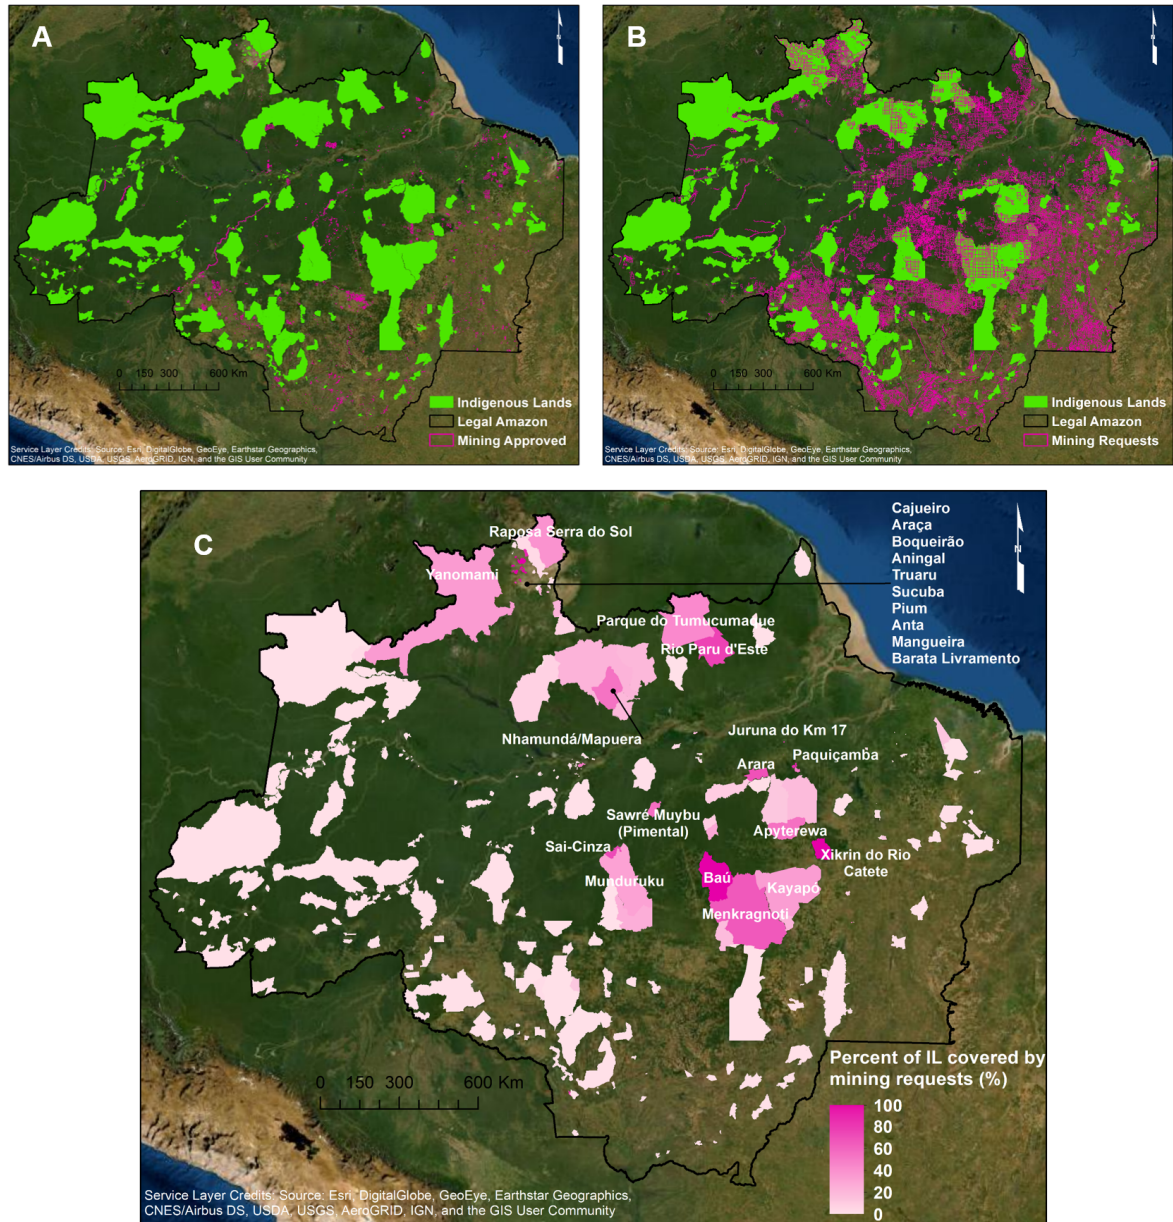 A
N
0 150 300 600 Km
Indigenous Lands
Legal Amazon
Mining Approved
Service Layer Credits: Source: Esri, DigitalGlobe, GeoEye, Earthstar Geographics,
CNES/Airbus DS, USDA, USGS, AeroGRID, IGN, and the GIS User Community
B
N
0 150 300 600 Km
Indigenous Lands
Legal Amazon
Mining Requests
Service Layer Credits: Source: Esri, DigitalGlobe, GeoEye, Earthstar Geographics,
CNES/Airbus DS, USDA, USGS, AeroGRID, IGN, and the GIS User Community
C
N
Cajueiro
Araça
Boqueirão
Aningal
Truaru
Sucuba
Pium
Anta
Mangueira
Barata Livramento
Raposa Serra do Sol
Yanomami
Parque do Tumucumaque
Rio Paru d'Este
Nhamundá/Mapuera
Juruna do Km 17
Paquiçamba
Arara
Sawré Muybu
(Pimental)
Apyterewa
Sai-Cinza
Xikrin do Rio
Catete
Munduruku
Baú
Kayapó
Menkragnoti
0 150 300 600 Km
Percent of IL covered by
mining requests (%)
100
80
60
40
20
0
Service Layer Credits: Source: Esri, DigitalGlobe, GeoEye, Earthstar Geographics,
CNES/Airbus DS, USDA, USGS, AeroGRID, IGN, and the GIS User Community